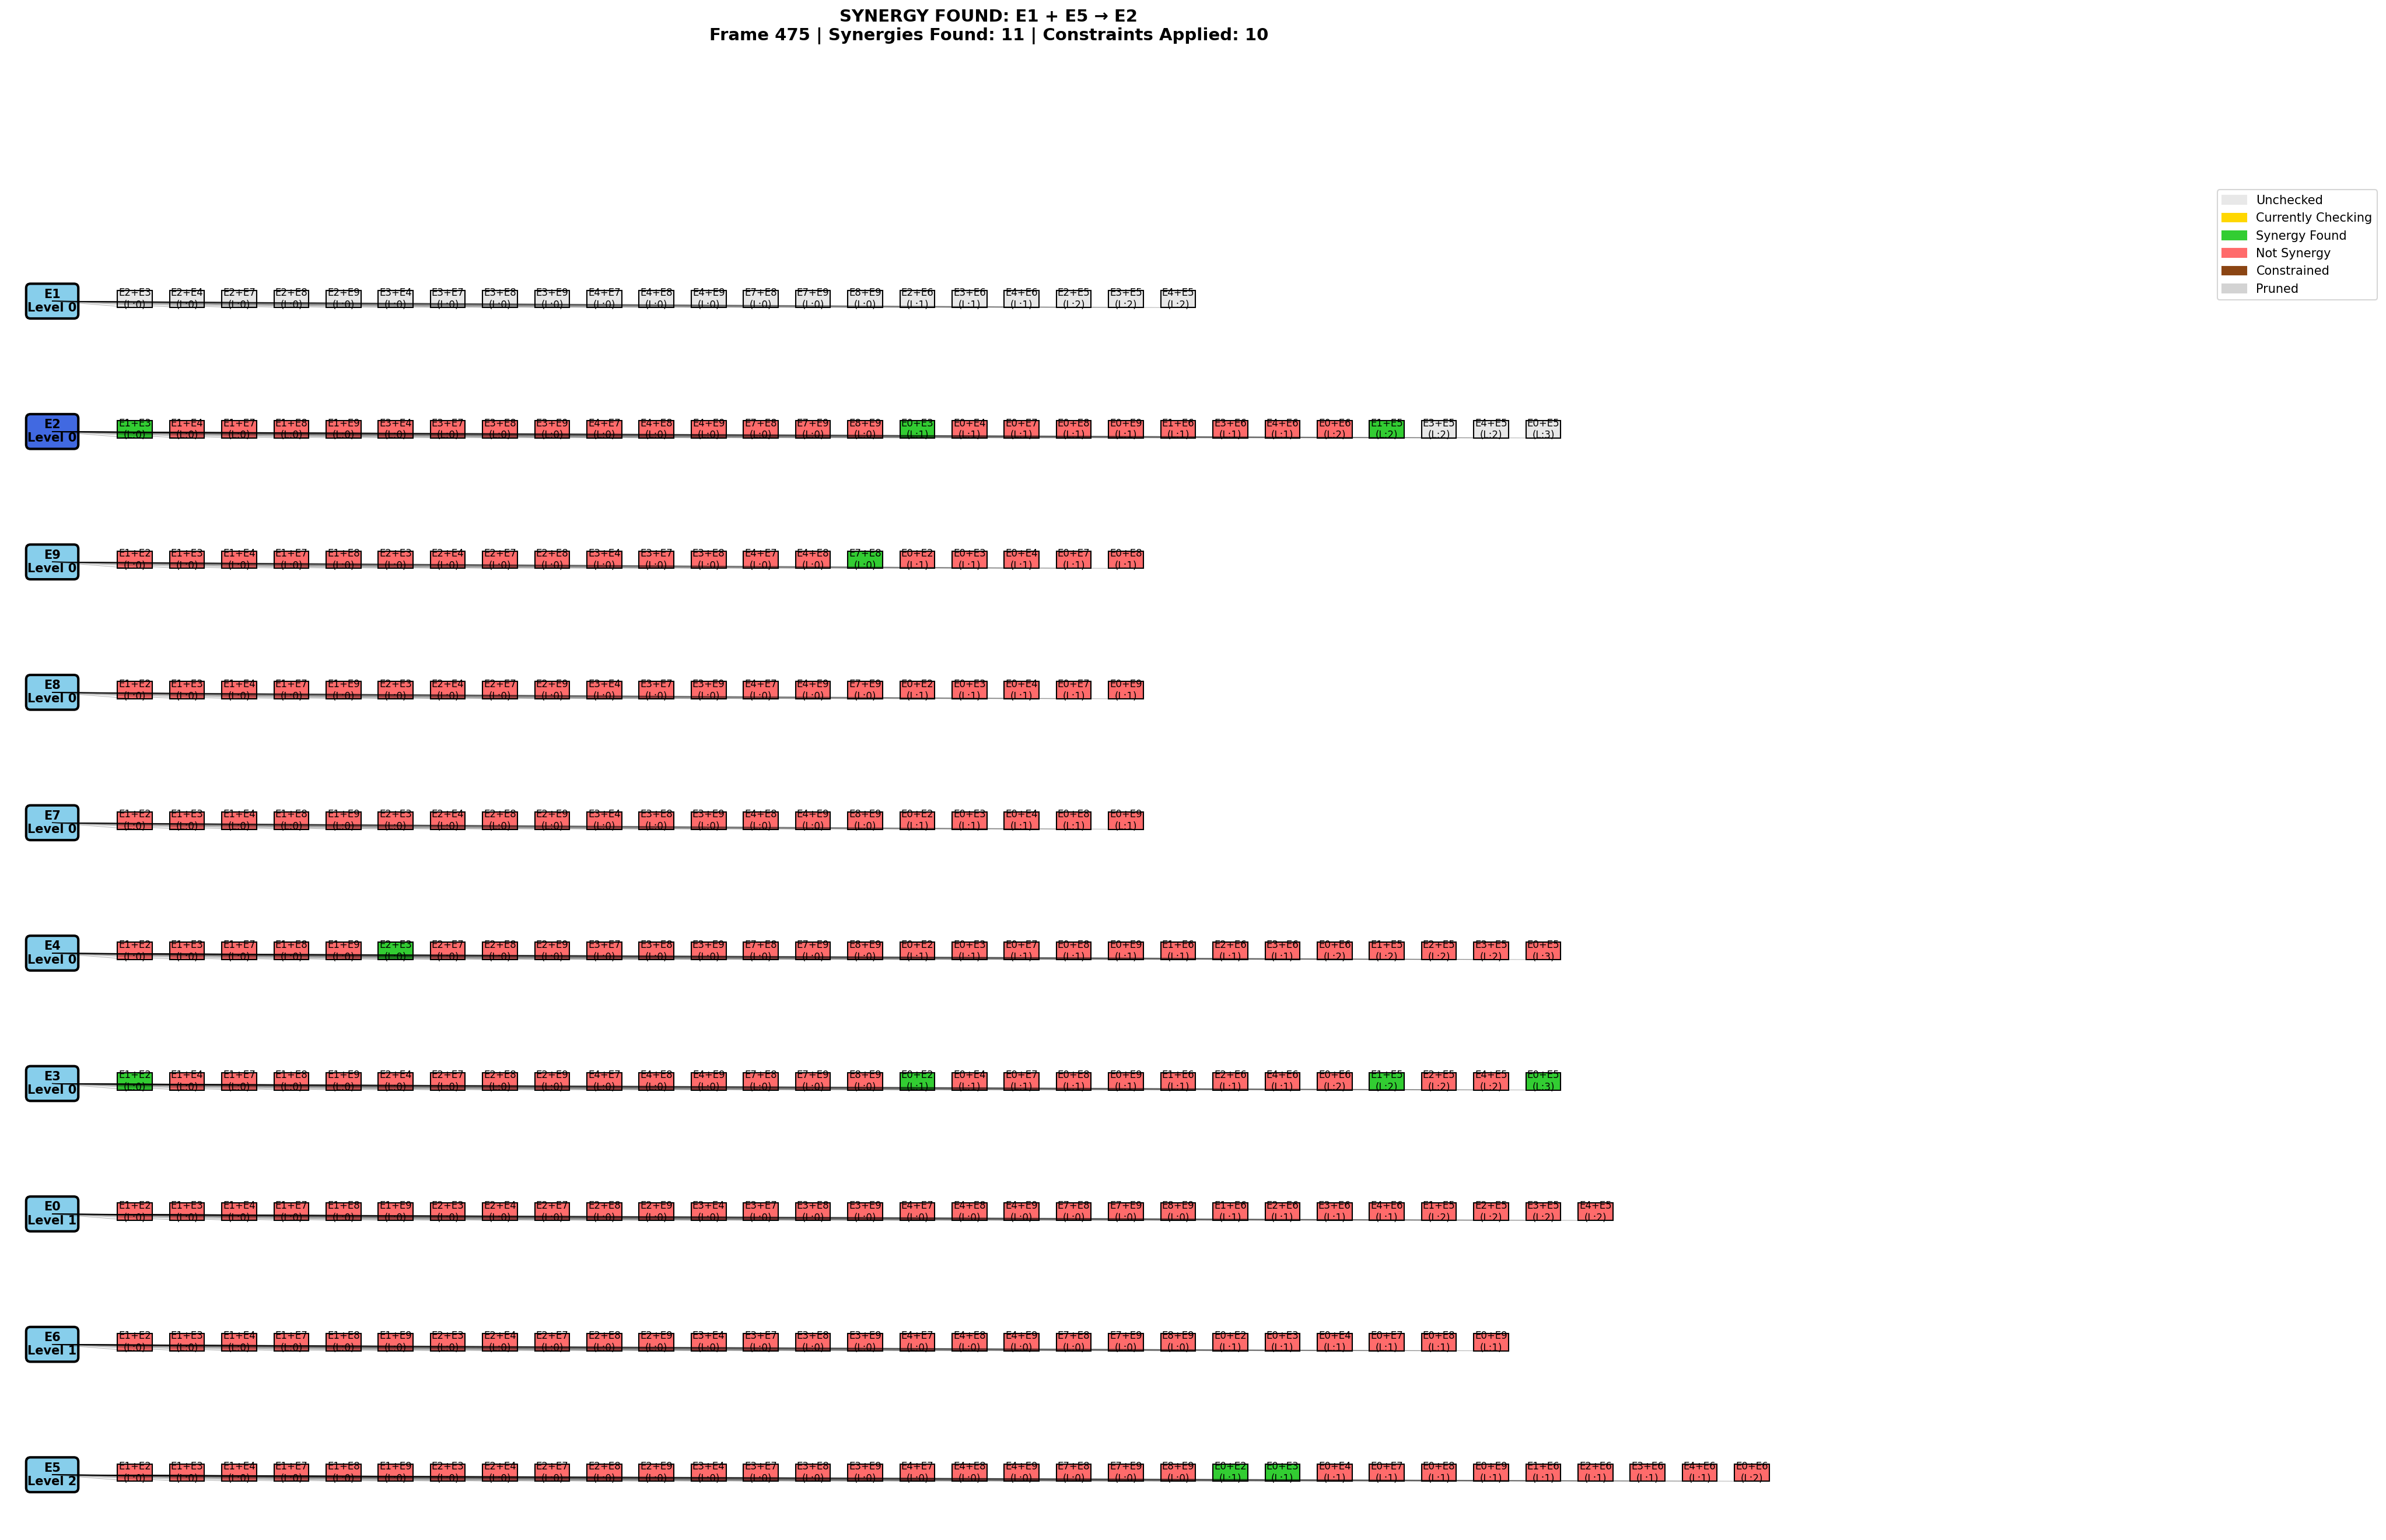 SYNERGY FOUND: E1 + E5 → E2
Frame 475 | Synergies Found: 11 | Constraints Applied: 10
Unchecked
Currently Checking
Synergy Found
Not Synergy
Constrained
Pruned
E1 E2+E3 E2+E4 E2+E7 E2+E8 E2+E9 E3+E4 E3+E7 E3+E8 E3+E9 E4+E7 E4+E8 E4+E9 E7+E8 E7+E9 E8+E9 E2+E6 E3+E6 E4+E6 E2+E5 E3+E5 E4+E5
Level 0 (L:0) (L:0) (L:0) (L:0) (L:0) (L:0) (L:0) (L:0) (L:0) (L:0) (L:0) (L:0) (L:0) (L:0) (L:0) (L:1) (L:1) (L:1) (L:2) (L:2) (L:2)
E2 E1+E3 E1+E4 E1+E7 E1+E8 E1+E9 E3+E4 E3+E7 E3+E8 E3+E9 E4+E7 E4+E8 E4+E9 E7+E8 E7+E9 E8+E9 E0+E3 E0+E4 E0+E7 E0+E8 E0+E9 E1+E6 E3+E6 E4+E6 E0+E6 E1+E5 E3+E5 E4+E5 E0+E5
Level 0 (L:0) (L:0) (L:0) (L:0) (L:0) (L:0) (L:0) (L:0) (L:0) (L:0) (L:0) (L:0) (L:0) (L:0) (L:0) (L:1) (L:1) (L:1) (L:1) (L:1) (L:1) (L:1) (L:1) (L:2) (L:2) (L:2) (L:2) (L:3)
E9 E1+E2 E1+E3 E1+E4 E1+E7 E1+E8 E2+E3 E2+E4 E2+E7 E2+E8 E3+E4 E3+E7 E3+E8 E4+E7 E4+E8 E7+E8 E0+E2 E0+E3 E0+E4 E0+E7 E0+E8
Level 0 (L:0) (L:0) (L:0) (L:0) (L:0) (L:0) (L:0) (L:0) (L:0) (L:0) (L:0) (L:0) (L:0) (L:0) (L:0) (L:1) (L:1) (L:1) (L:1) (L:1)
E8 E1+E2 E1+E3 E1+E4 E1+E7 E1+E9 E2+E3 E2+E4 E2+E7 E2+E9 E3+E4 E3+E7 E3+E9 E4+E7 E4+E9 E7+E9 E0+E2 E0+E3 E0+E4 E0+E7 E0+E9
Level 0 (L:0) (L:0) (L:0) (L:0) (L:0) (L:0) (L:0) (L:0) (L:0) (L:0) (L:0) (L:0) (L:0) (L:0) (L:0) (L:1) (L:1) (L:1) (L:1) (L:1)
E7 E1+E2 E1+E3 E1+E4 E1+E8 E1+E9 E2+E3 E2+E4 E2+E8 E2+E9 E3+E4 E3+E8 E3+E9 E4+E8 E4+E9 E8+E9 E0+E2 E0+E3 E0+E4 E0+E8 E0+E9
Level 0 (L:0) (L:0) (L:0) (L:0) (L:0) (L:0) (L:0) (L:0) (L:0) (L:0) (L:0) (L:0) (L:0) (L:0) (L:0) (L:1) (L:1) (L:1) (L:1) (L:1)
E4 E1+E2 E1+E3 E1+E7 E1+E8 E1+E9 E2+E3 E2+E7 E2+E8 E2+E9 E3+E7 E3+E8 E3+E9 E7+E8 E7+E9 E8+E9 E0+E2 E0+E3 E0+E7 E0+E8 E0+E9 E1+E6 E2+E6 E3+E6 E0+E6 E1+E5 E2+E5 E3+E5 E0+E5
Level 0 (L:0) (L:0) (L:0) (L:0) (L:0) (L:0) (L:0) (L:0) (L:0) (L:0) (L:0) (L:0) (L:0) (L:0) (L:0) (L:1) (L:1) (L:1) (L:1) (L:1) (L:1) (L:1) (L:1) (L:2) (L:2) (L:2) (L:2) (L:3)
E3 E1+E2 E1+E4 E1+E7 E1+E8 E1+E9 E2+E4 E2+E7 E2+E8 E2+E9 E4+E7 E4+E8 E4+E9 E7+E8 E7+E9 E8+E9 E0+E2 E0+E4 E0+E7 E0+E8 E0+E9 E1+E6 E2+E6 E4+E6 E0+E6 E1+E5 E2+E5 E4+E5 E0+E5
Level 0 (L:0) (L:0) (L:0) (L:0) (L:0) (L:0) (L:0) (L:0) (L:0) (L:0) (L:0) (L:0) (L:0) (L:0) (L:0) (L:1) (L:1) (L:1) (L:1) (L:1) (L:1) (L:1) (L:1) (L:2) (L:2) (L:2) (L:2) (L:3)
E0 E1+E2 E1+E3 E1+E4 E1+E7 E1+E8 E1+E9 E2+E3 E2+E4 E2+E7 E2+E8 E2+E9 E3+E4 E3+E7 E3+E8 E3+E9 E4+E7 E4+E8 E4+E9 E7+E8 E7+E9 E8+E9 E1+E6 E2+E6 E3+E6 E4+E6 E1+E5 E2+E5 E3+E5 E4+E5
Level 1 (L:0) (L:0) (L:0) (L:0) (L:0) (L:0) (L:0) (L:0) (L:0) (L:0) (L:0) (L:0) (L:0) (L:0) (L:0) (L:0) (L:0) (L:0) (L:0) (L:0) (L:0) (L:1) (L:1) (L:1) (L:1) (L:2) (L:2) (L:2) (L:2)
E6 E1+E2 E1+E3 E1+E4 E1+E7 E1+E8 E1+E9 E2+E3 E2+E4 E2+E7 E2+E8 E2+E9 E3+E4 E3+E7 E3+E8 E3+E9 E4+E7 E4+E8 E4+E9 E7+E8 E7+E9 E8+E9 E0+E2 E0+E3 E0+E4 E0+E7 E0+E8 E0+E9
Level 1 (L:0) (L:0) (L:0) (L:0) (L:0) (L:0) (L:0) (L:0) (L:0) (L:0) (L:0) (L:0) (L:0) (L:0) (L:0) (L:0) (L:0) (L:0) (L:0) (L:0) (L:0) (L:1) (L:1) (L:1) (L:1) (L:1) (L:1)
E5 E1+E2 E1+E3 E1+E4 E1+E7 E1+E8 E1+E9 E2+E3 E2+E4 E2+E7 E2+E8 E2+E9 E3+E4 E3+E7 E3+E8 E3+E9 E4+E7 E4+E8 E4+E9 E7+E8 E7+E9 E8+E9 E0+E2 E0+E3 E0+E4 E0+E7 E0+E8 E0+E9 E1+E6 E2+E6 E3+E6 E4+E6 E0+E6
Level 2 (L:0) (L:0) (L:0) (L:0) (L:0) (L:0) (L:0) (L:0) (L:0) (L:0) (L:0) (L:0) (L:0) (L:0) (L:0) (L:0) (L:0) (L:0) (L:0) (L:0) (L:0) (L:1) (L:1) (L:1) (L:1) (L:1) (L:1) (L:1) (L:1) (L:1) (L:1) (L:2)